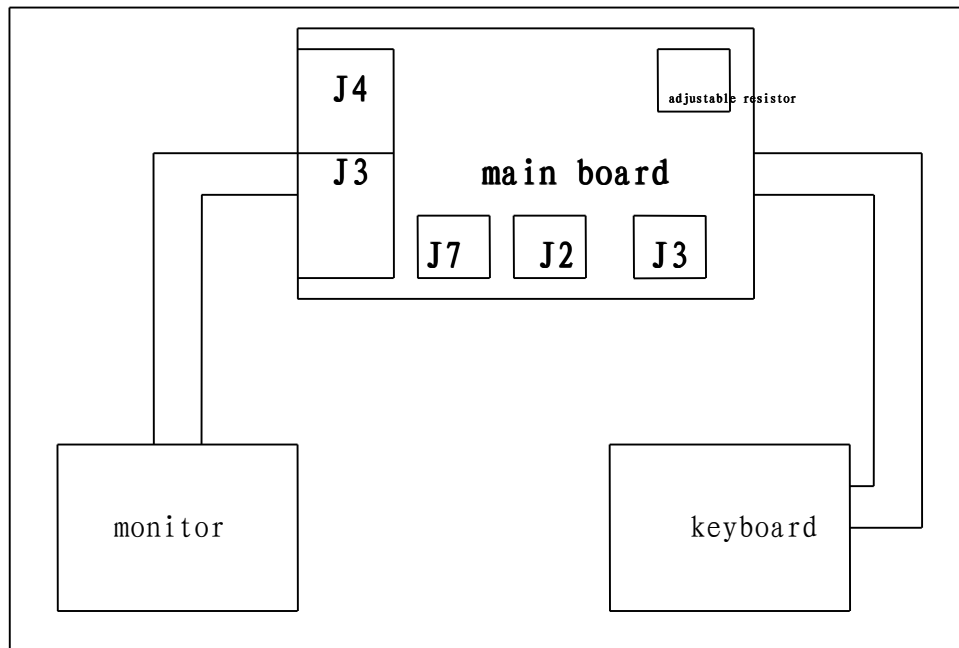 J4
adjustable resistor
J3
main board
J7
J2
J3
monitor
keyboard